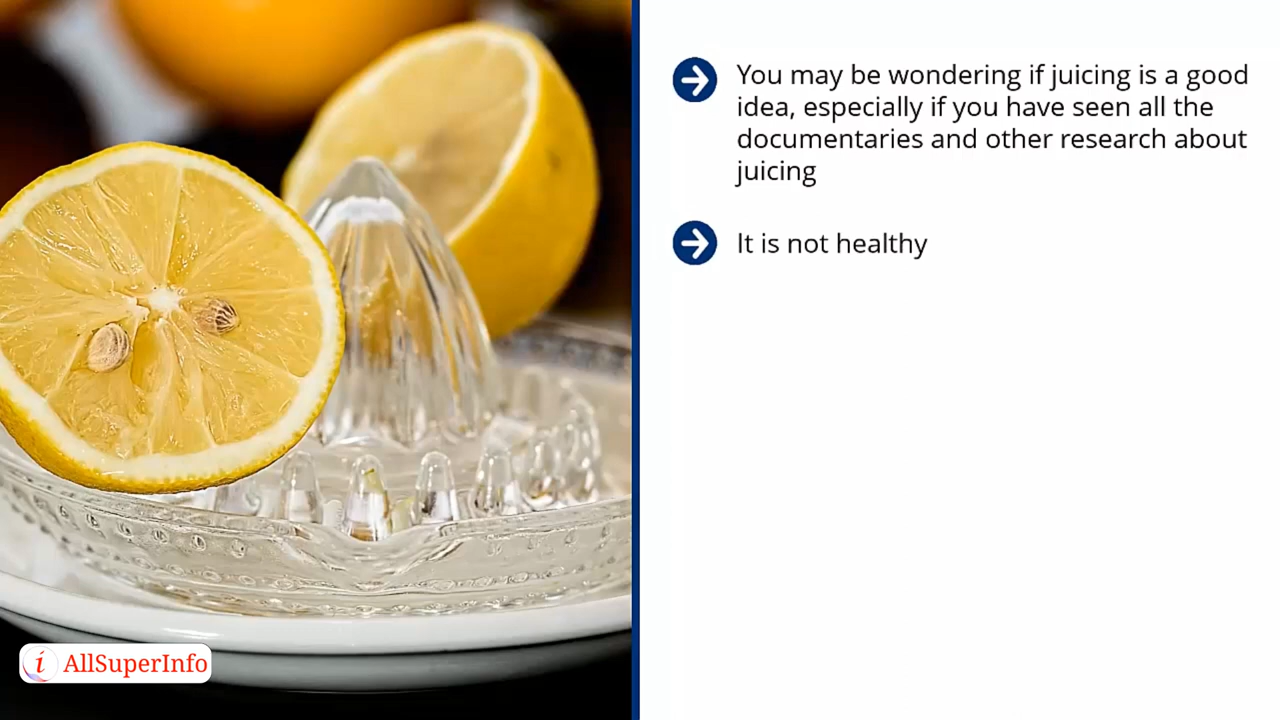 You may be wondering if juicing is a good
idea, especially if you have seen all the
documentaries and other research about
juicing
It is not healthy
i AllSuperInfo